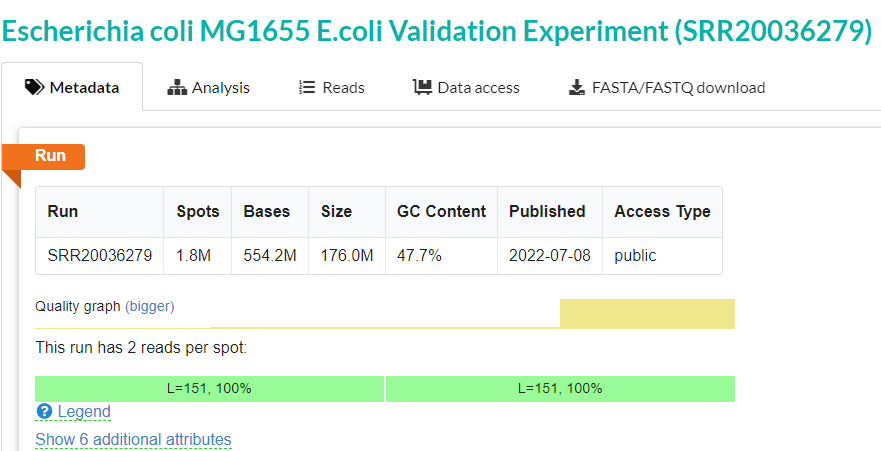 Escherichia coli MG1655 E.coli Validation Experiment (SRR20036279)
Metadata Analysis Reads Data access FASTA/FASTQ download
Run
Run Spots Bases Size GC Content Published Access Type
SRR20036279 1.8M 554.2M 176.0M 47.7% 2022-07-08 public
Quality graph (bigger)
This run has 2 reads per spot:
L=151, 100% L=151, 100%
? Legend
Show 6 additional attributes